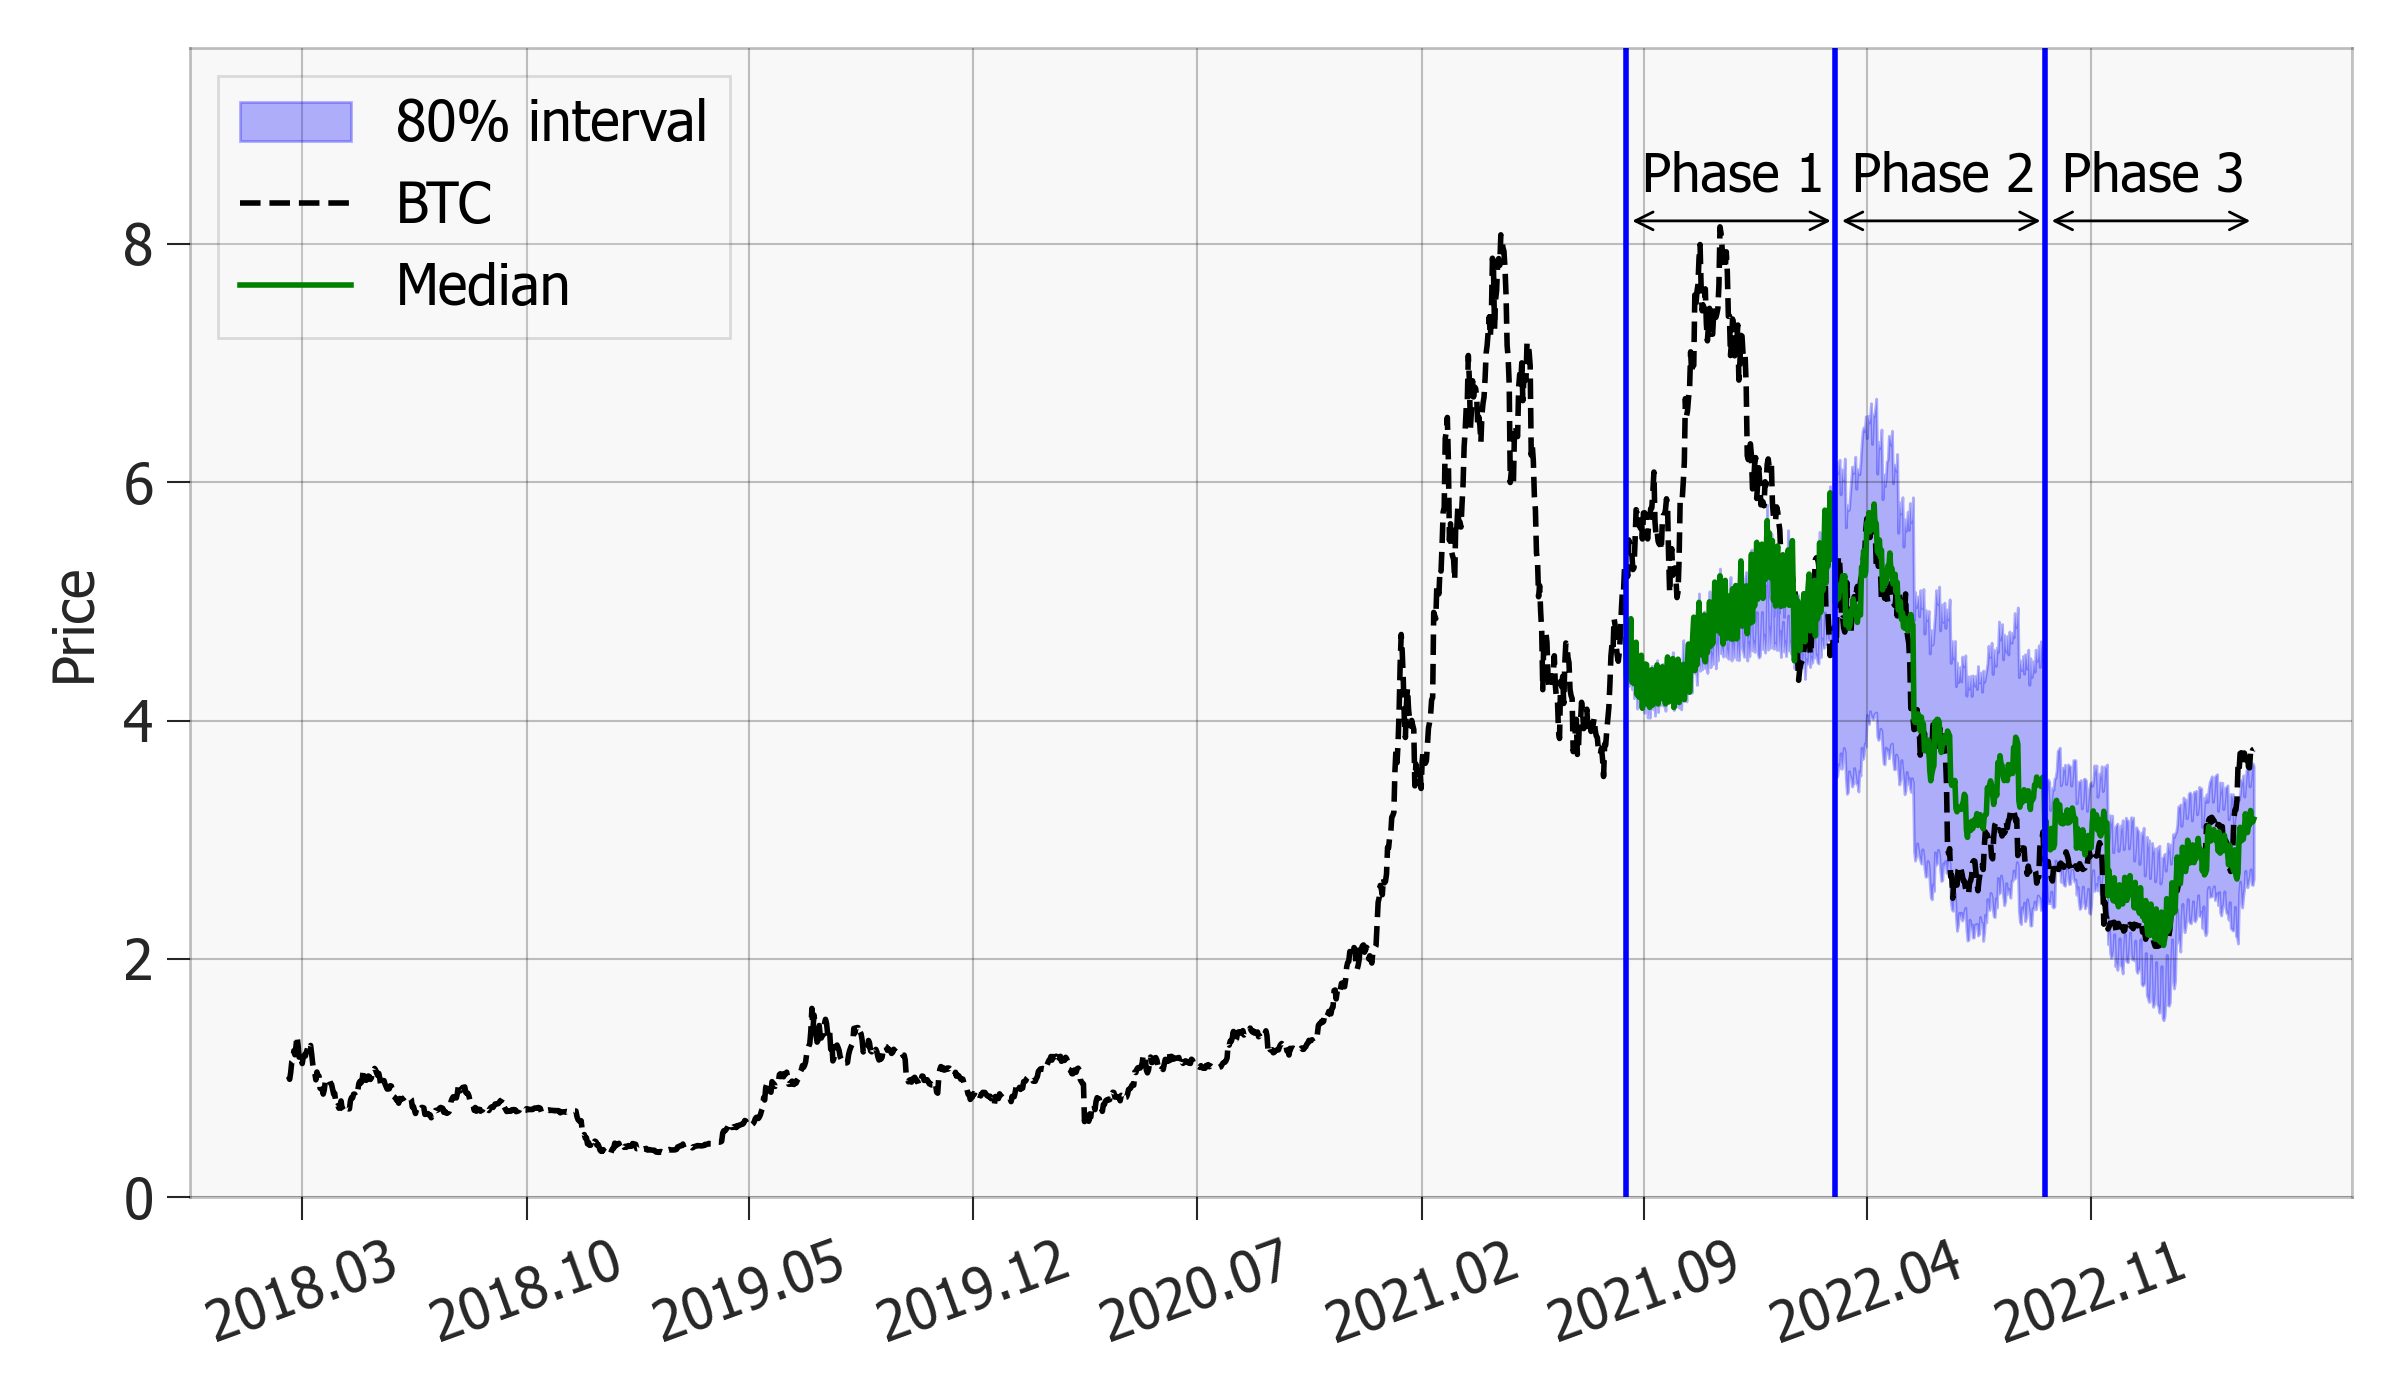 80% interval
BTC
Median
Phase 1
Phase 2
Phase 3
Price
8
6
4
2
0
2018.03
2018.10
2019.05
2019.12
2020.07
2021.02
2021.09
2022.04
2022.11